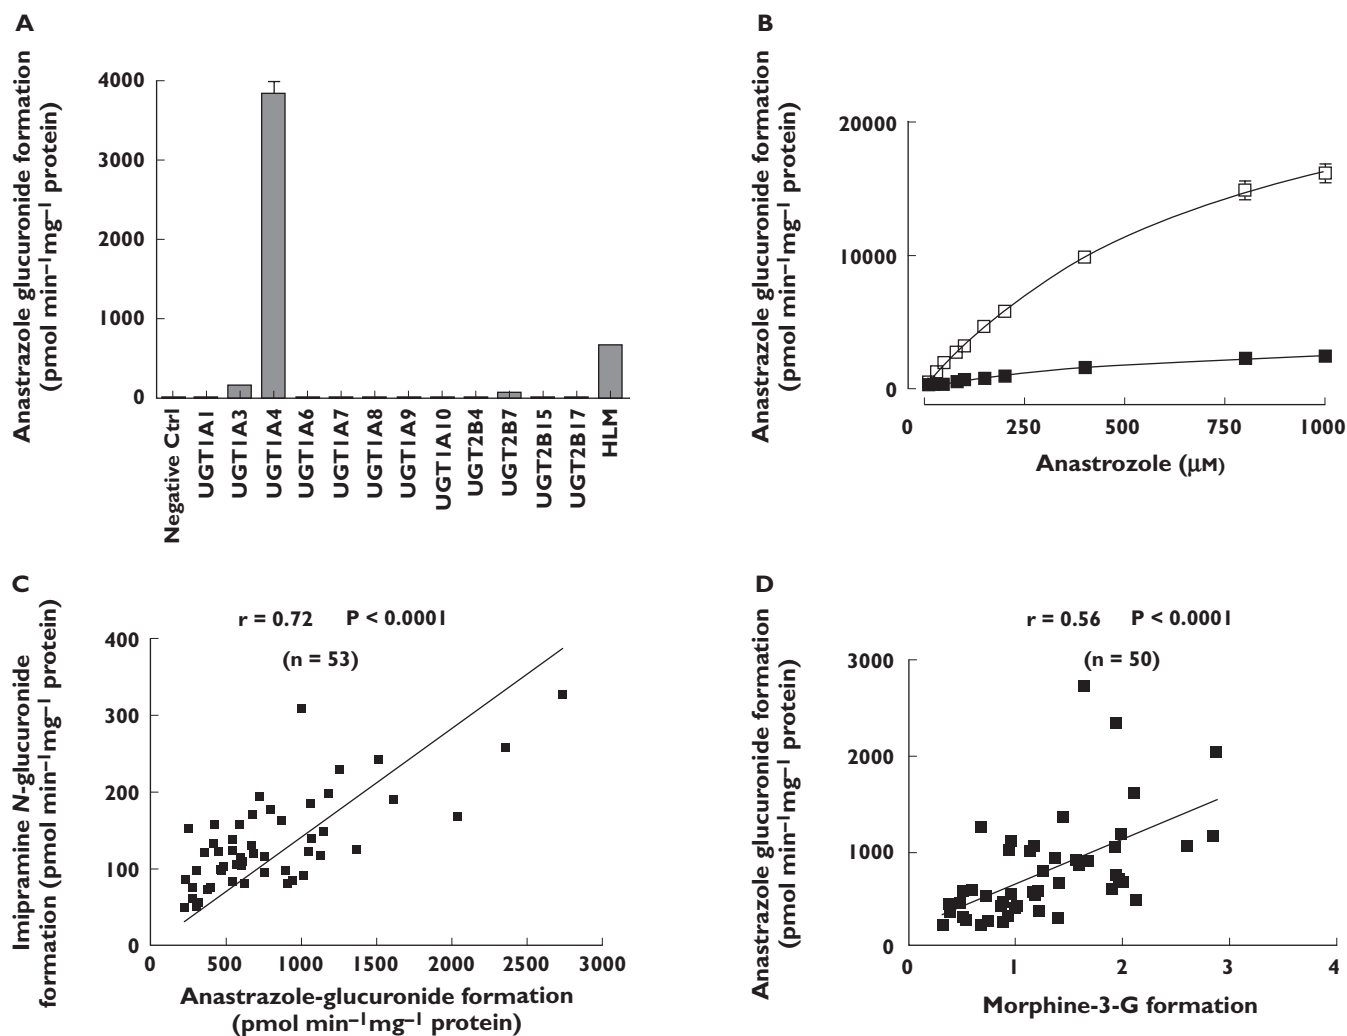 A
Anastrazole glucuronide formation
(pmol min–1mg–1 protein)
4000
3000
2000
1000
0
Negative Ctrl
UGT1A1
UGT1A3
UGT1A4
UGT1A6
UGT1A7
UGT1A8
UGT1A9
UGT1A10
UGT2B4
UGT2B7
UGT2B15
UGT2B17
HLM
B
Anastrazole glucuronide formation
(pmol min–1mg–1 protein)
20000
10000
0
0 250 500 750 1000
Anastrozole (µM)
C
r = 0.72 P < 0.0001
(n = 53)
Imipramine N-glucuronide
formation (pmol min–1mg–1 protein)
400
300
200
100
0
0 500 1000 1500 2000 2500 3000
Anastrazole-glucuronide formation
(pmol min–1mg–1 protein)
D
r = 0.56 P < 0.0001
(n = 50)
Anastrazole glucuronide formation
(pmol min–1mg–1 protein)
3000
2000
1000
0
0 1 2 3 4
Morphine-3-G formation